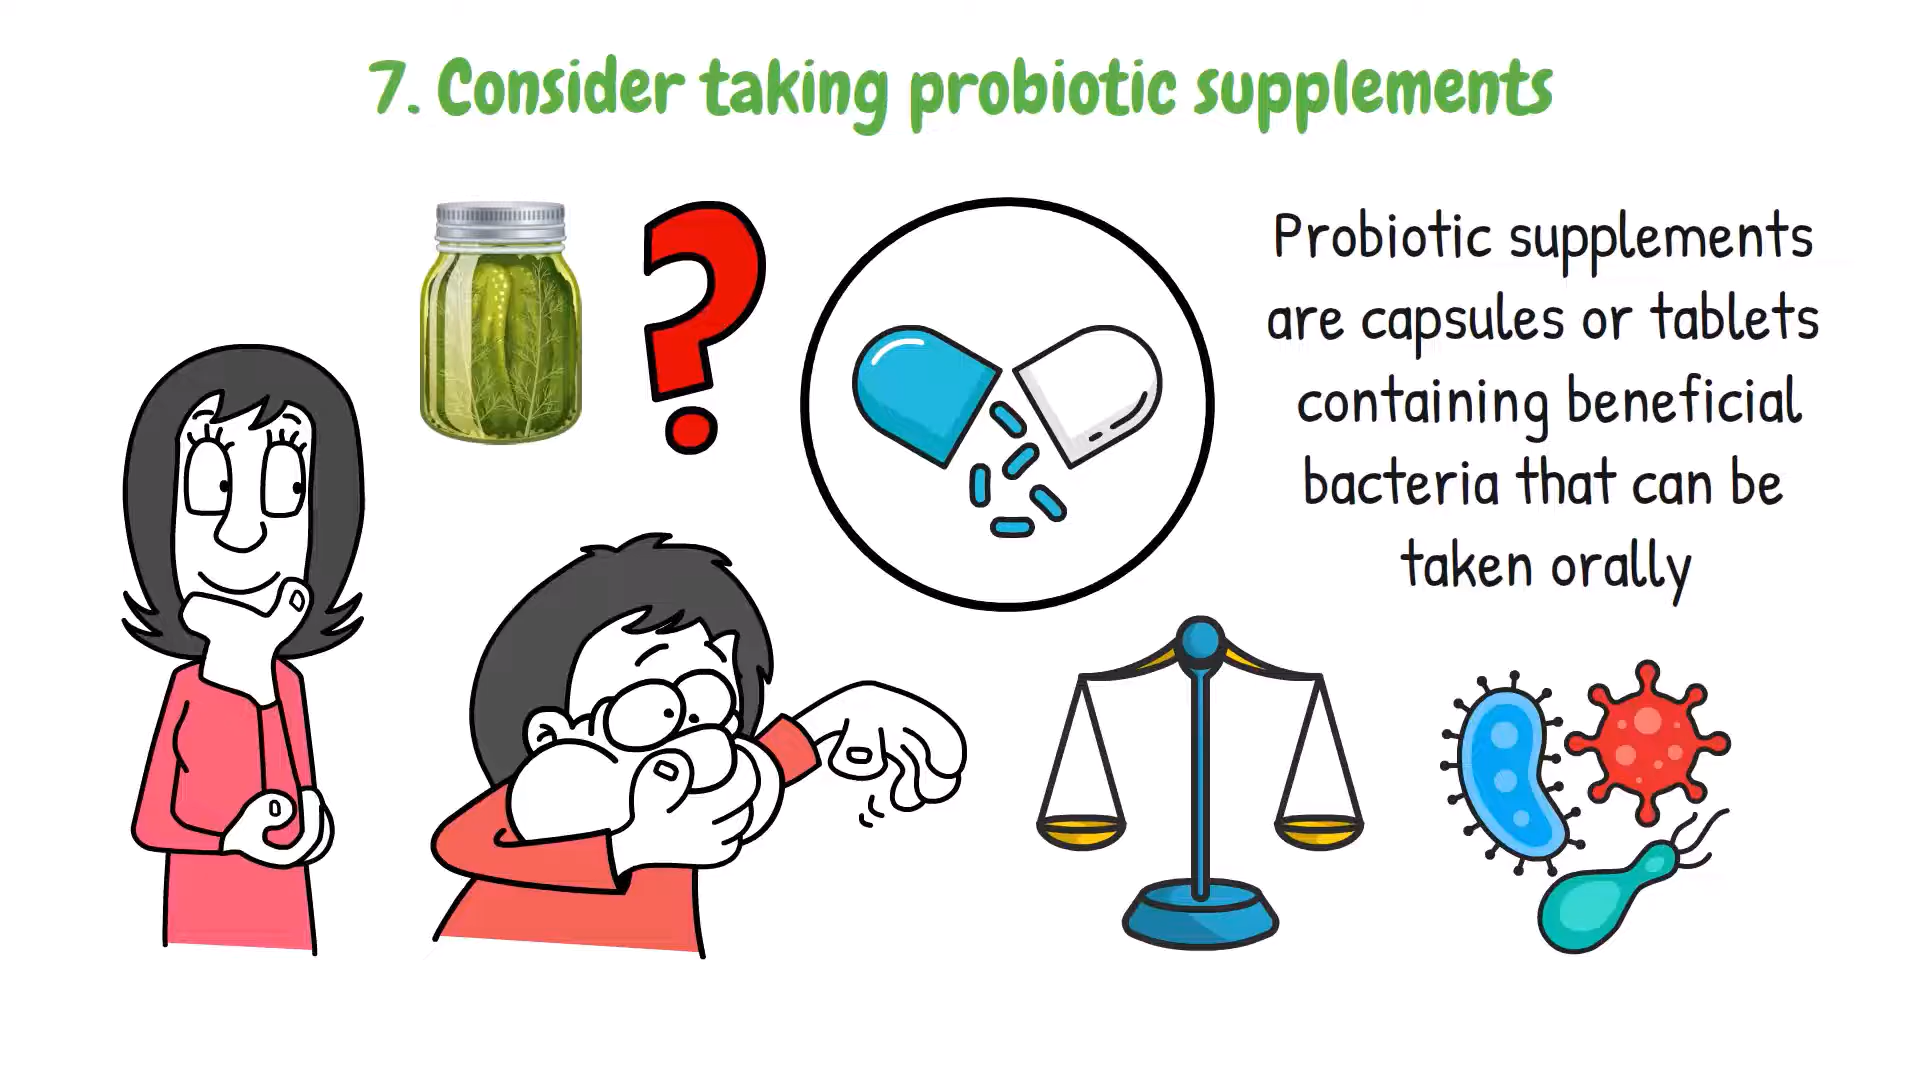 7. Consider taking probiotic supplements
Probiotic supplements
are capsules or tablets
containing beneficial
bacteria that can be
taken orally